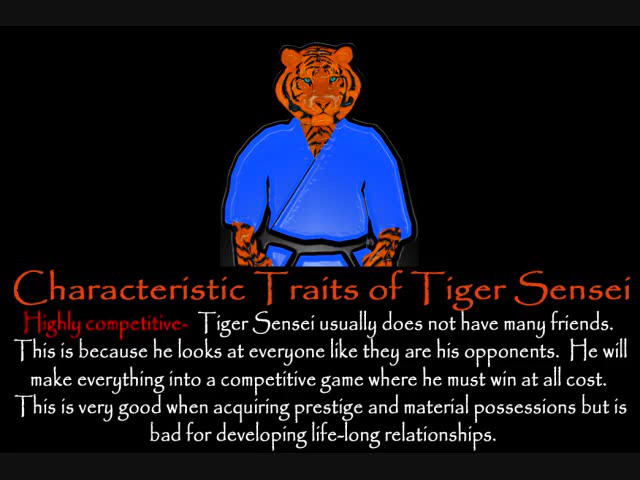 Characteristic Traits of Tiger Sensei
Highly competitive- Tiger Sensei usually does not have many friends.
This is because he looks at everyone like they are his opponents. He will
make everything into a competitive game where he must win at all cost.
This is very good when acquiring prestige and material possessions but is
bad for developing life-long relationships.